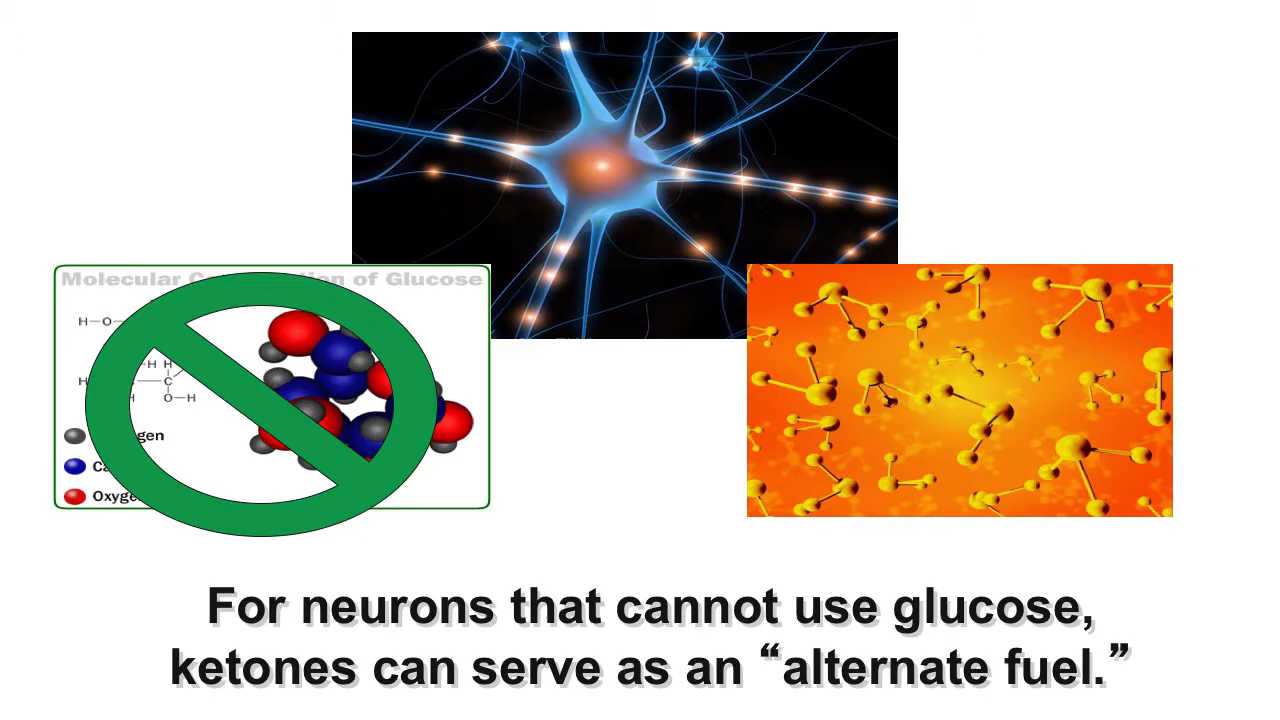 Molecular Co    tion of Glucose
H—O—
—H H
H
C
H
O—H
gen
Ca
Oxyge
For neurons that cannot use glucose,
ketones can serve as an “alternate fuel.”